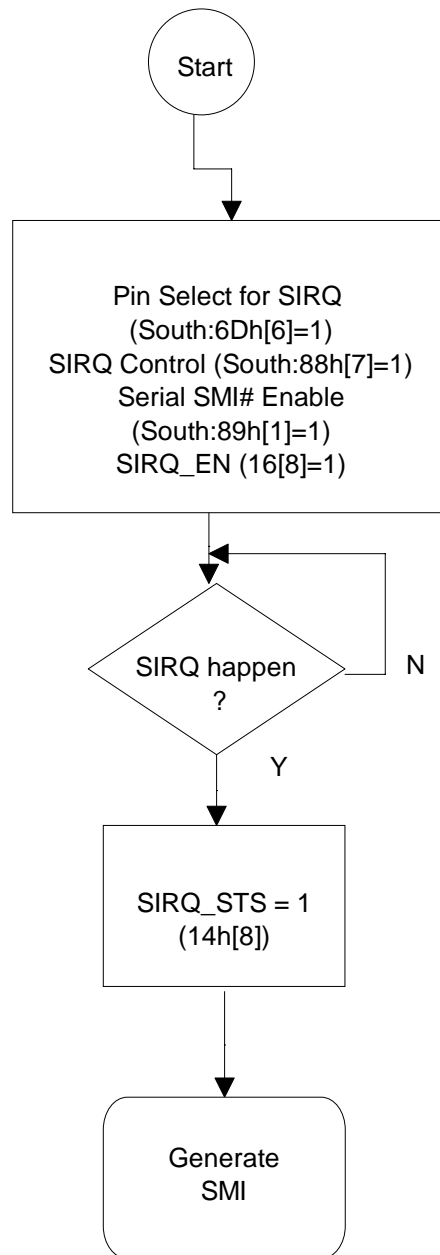 Start
Pin Select for SIRQ
(South:6Dh[6]=1)
SIRQ Control (South:88h[7]=1)
Serial SMI# Enable
(South:89h[1]=1)
SIRQ_EN (16[8]=1)
SIRQ happen
?
N
Y
SIRQ_STS = 1
(14h[8])
Generate
SMI